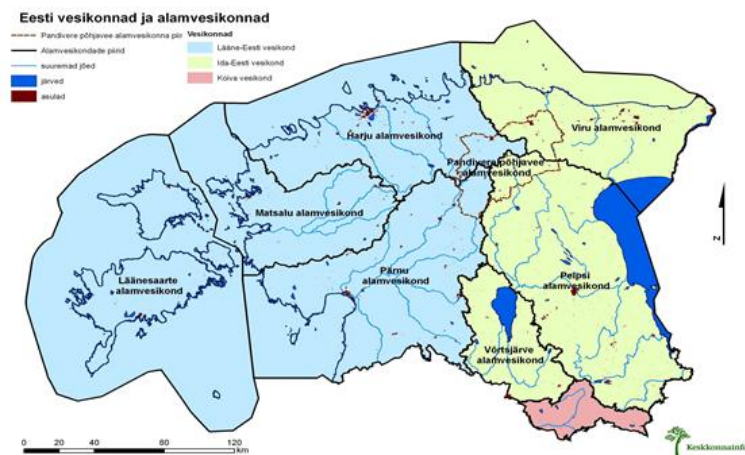 Eesti vesikonnad ja alamvesikonnad
Pandivere põhjavee alamvesikonna piir
Alamvesikondade piirid
suuremad jõed
järved
asulad
Vesikonnad
Lääne-Eesti vesikond
Ida-Eesti vesikond
Koiva vesikond
Harju alamvesikond
Viru alamvesikond
Pandivere põhjavee
alamvesikond
Matsalu alamvesikond
Läänesaarte
alamvesikond
Pärnu
alamvesikond
Peipsi
alamvesikond
Võrtsjärve
alamvesikond
N
0 20 40 60 80 120
km
Keskkonnainfo